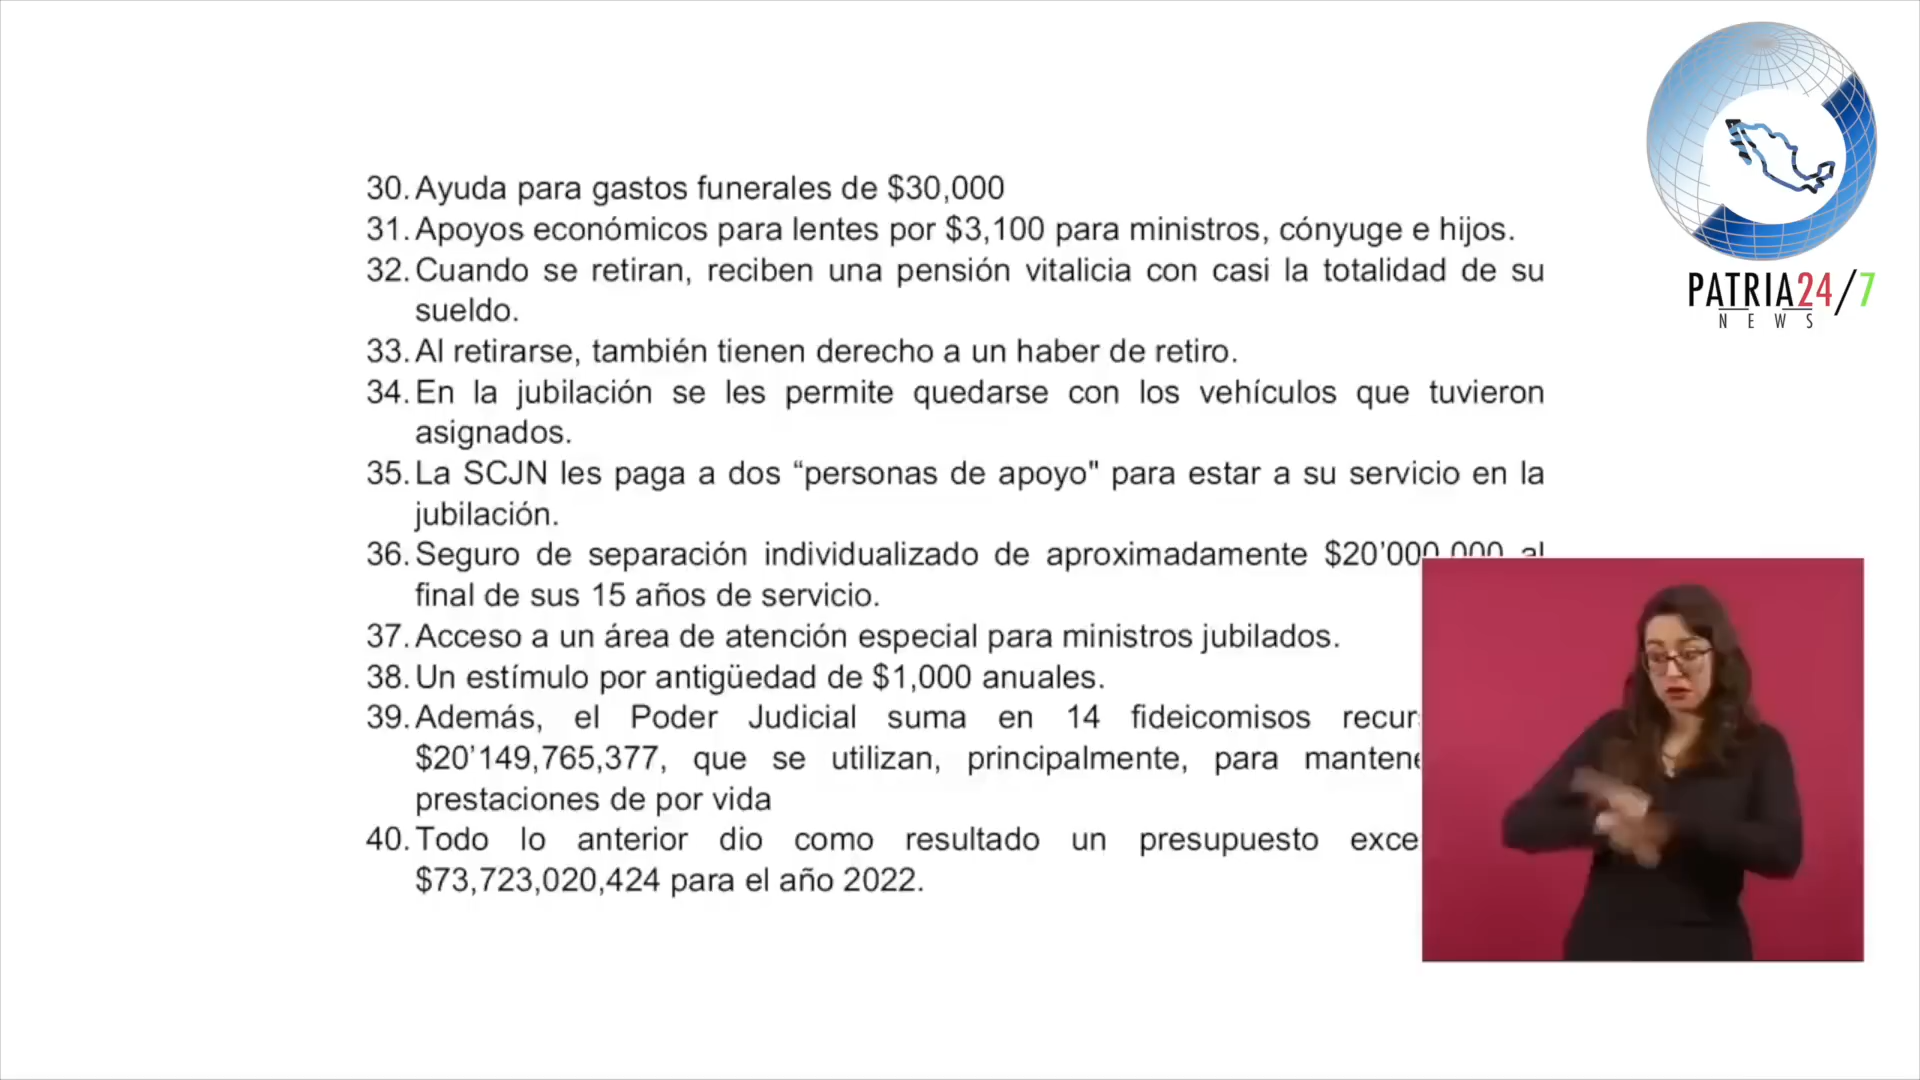 30. Ayuda para gastos funerales de $30,000
31. Apoyos económicos para lentes por $3,100 para ministros, cónyuge e hijos.
32. Cuando se retiran, reciben una pensión vitalicia con casi la totalidad de su
sueldo.
33. Al retirarse, también tienen derecho a un haber de retiro.
34. En la jubilación se les permite quedarse con los vehículos que tuvieron
asignados.
35. La SCJN les paga a dos “personas de apoyo" para estar a su servicio en la
jubilación.
36. Seguro de separación individualizado de aproximadamente $20’000,000 al
final de sus 15 años de servicio.
37. Acceso a un área de atención especial para ministros jubilados.
38. Un estímulo por antigüedad de $1,000 anuales.
39. Además, el Poder Judicial suma en 14 fideicomisos
$20’149,765,377, que se utilizan, principalmente, para
prestaciones de por vida
40. Todo lo anterior dio como resultado un presupuesto
$73,723,020,424 para el año 2022.
PATRIA24/7
NEWS